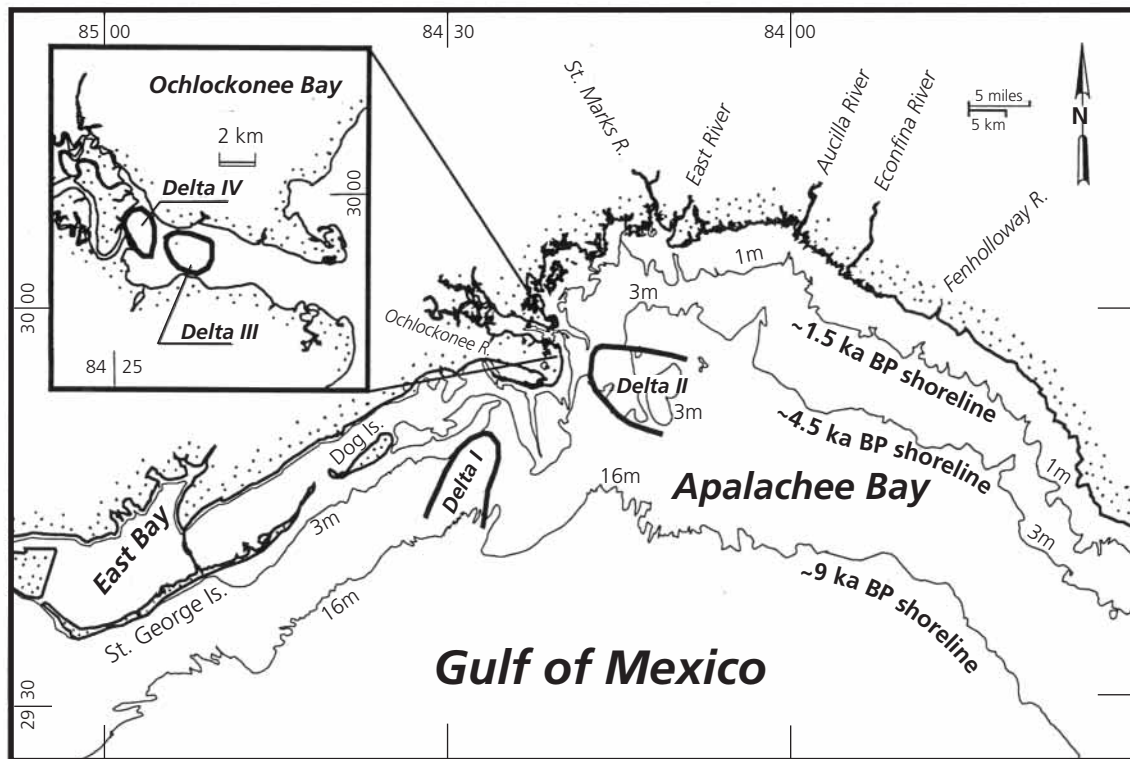 85 00
84 30
84 00
Ochlockonee Bay
2 km
Delta IV
30 00
Delta III
84 25
St. Marks R.
East River
Aucilla River
Econfina River
Fenholloway R.
5 miles
5 km
N
30 00
1m
3m
Ochlockonee R.
~1.5 ka BP shoreline
Delta II
3m
~4.5 ka BP shoreline
1m
3m
Dog Is.
Delta I
3m
16m
Apalachee Bay
East Bay
St. George Is.
16m
~9 ka BP shoreline
Gulf of Mexico
29 30